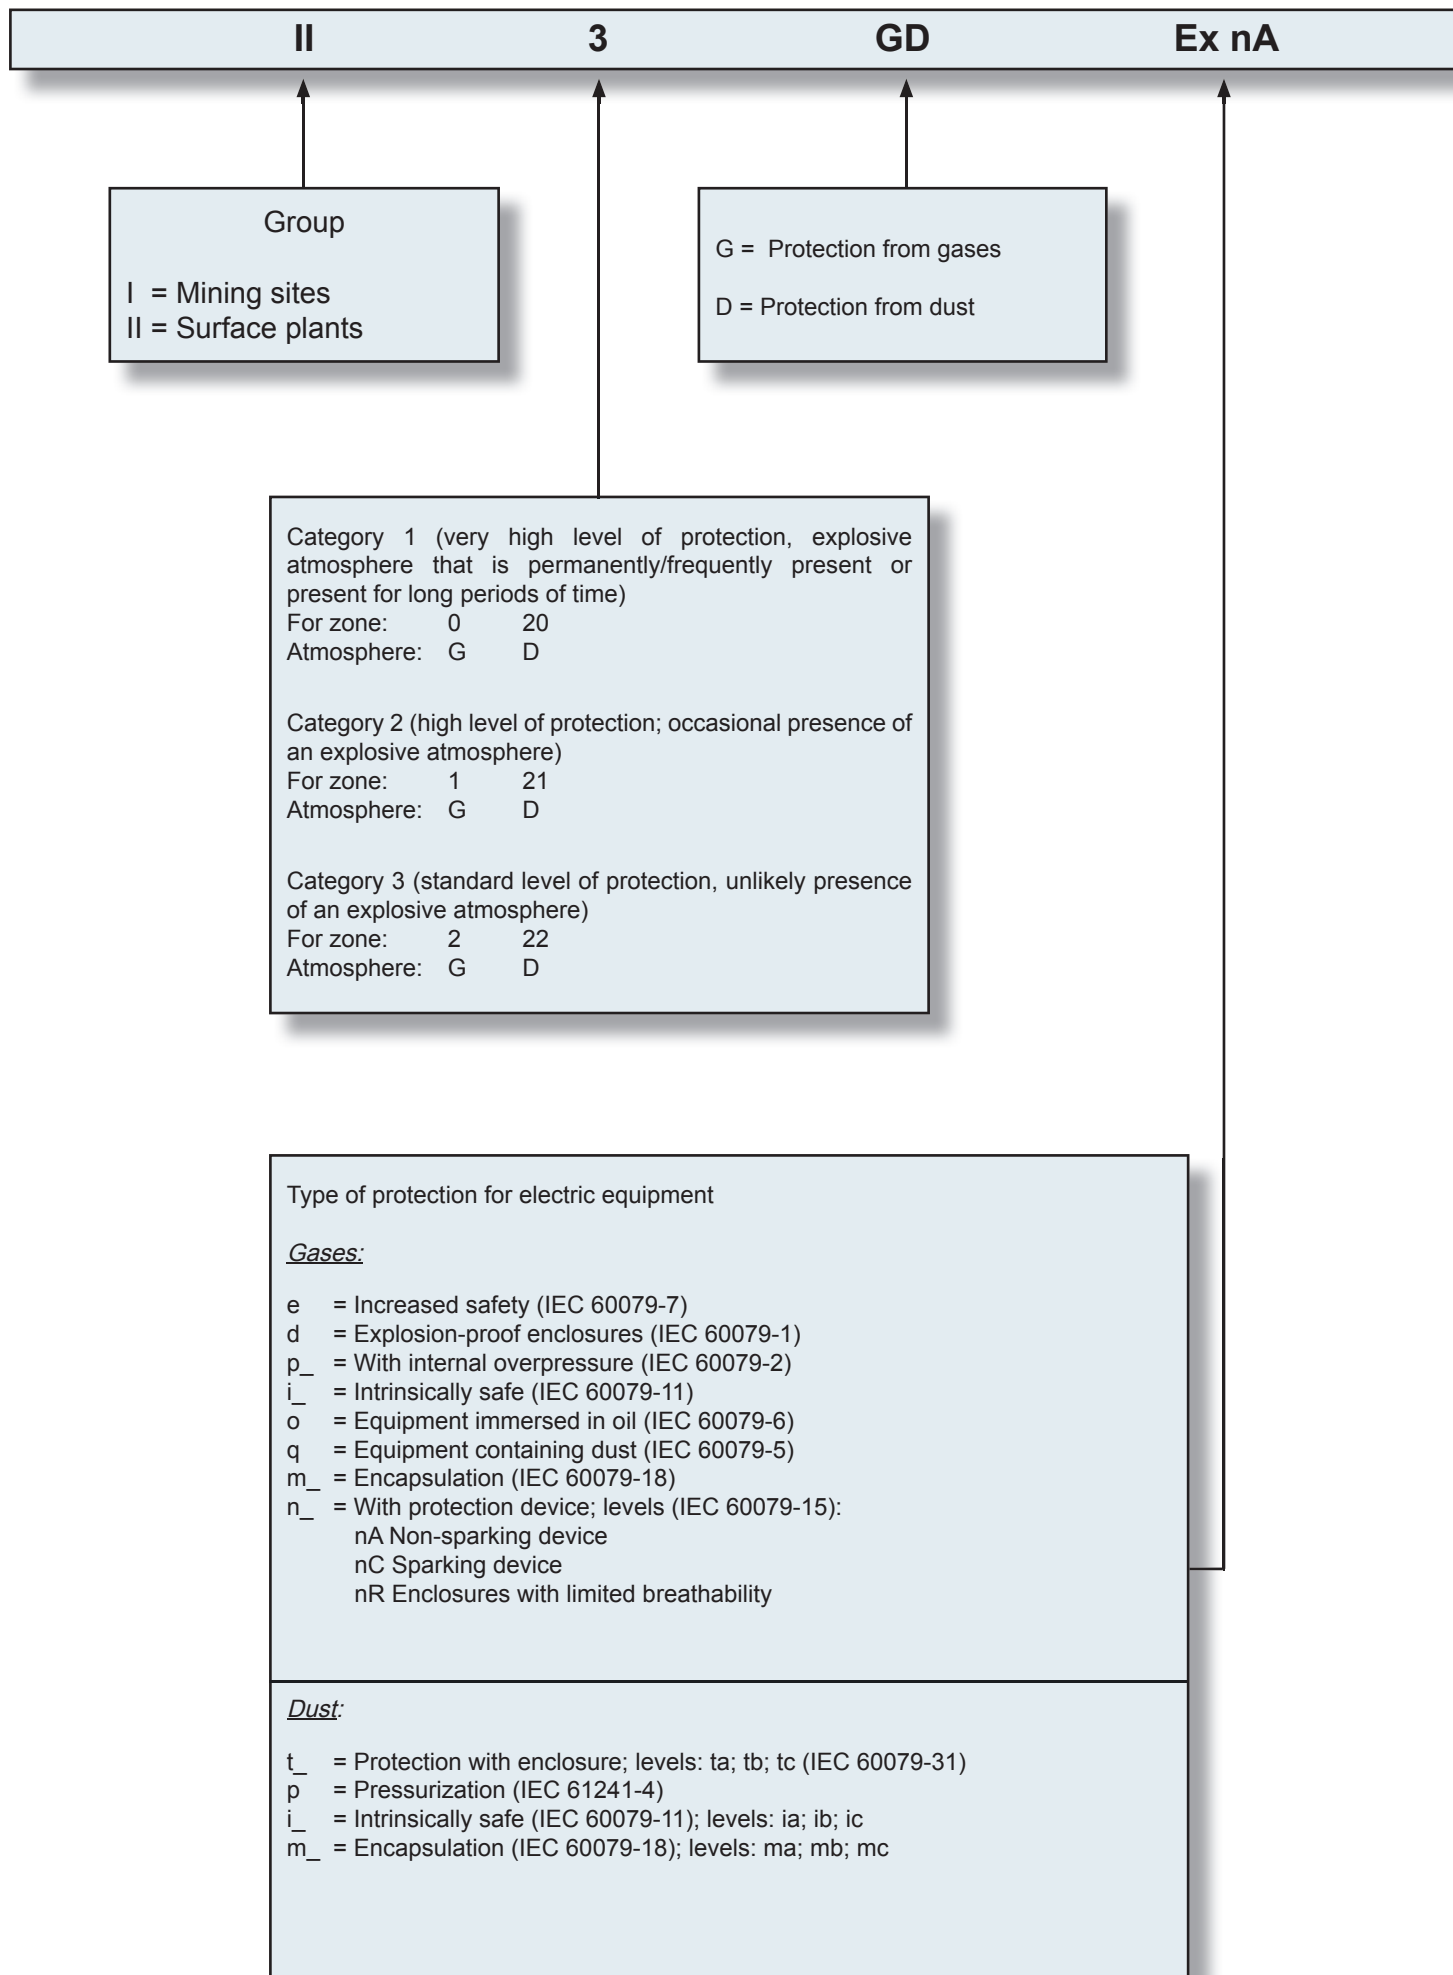 II 3 GD Ex nA
Group
I = Mining sites
II = Surface plants
G = Protection from gases
D = Protection from dust
Category 1 (very high level of protection, explosive
atmosphere that is permanently/frequently present or
present for long periods of time)
For zone: 0 20
Atmosphere: G D
Category 2 (high level of protection; occasional presence of
an explosive atmosphere)
For zone: 1 21
Atmosphere: G D
Category 3 (standard level of protection, unlikely presence
of an explosive atmosphere)
For zone: 2 22
Atmosphere: G D
Type of protection for electric equipment
Gases:
e = Increased safety (IEC 60079-7)
d = Explosion-proof enclosures (IEC 60079-1)
p_ = With internal overpressure (IEC 60079-2)
i_ = Intrinsically safe (IEC 60079-11)
o = Equipment immersed in oil (IEC 60079-6)
q = Equipment containing dust (IEC 60079-5)
m_ = Encapsulation (IEC 60079-18)
n_ = With protection device; levels (IEC 60079-15):
nA Non-sparking device
nC Sparking device
nR Enclosures with limited breathability
Dust:
t_ = Protection with enclosure; levels: ta; tb; tc (IEC 60079-31)
p = Pressurization (IEC 61241-4)
i_ = Intrinsically safe (IEC 60079-11); levels: ia; ib; ic
m_ = Encapsulation (IEC 60079-18); levels: ma; mb; mc